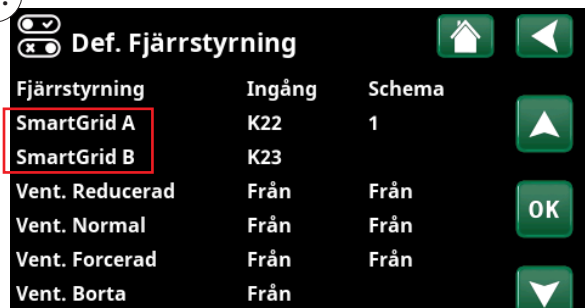 Def. Fjärrstyrning
Fjärrstyrning Ingång Schema
SmartGrid A K22 1
SmartGrid B K23
Vent. Reducerad Från Från
Vent. Normal Från Från
OK
Vent. Forcerad Från Från
Vent. Borta Från